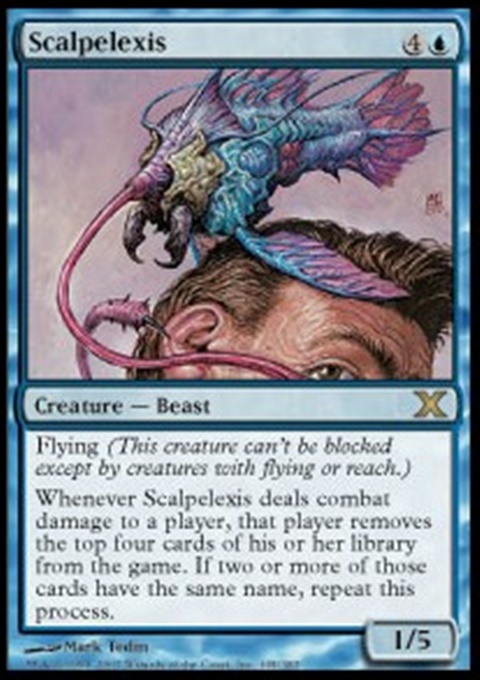 Scalpelexis 4
Creature — Beast X
Flying (This creature can't be blocked
except by creatures with flying or reach.)
Whenever Scalpelexis deals combat
damage to a player, that player removes
the top four cards of his or her library
from the game. If two or more of those
cards have the same name, repeat this
process.
Mark Tedin
1/5